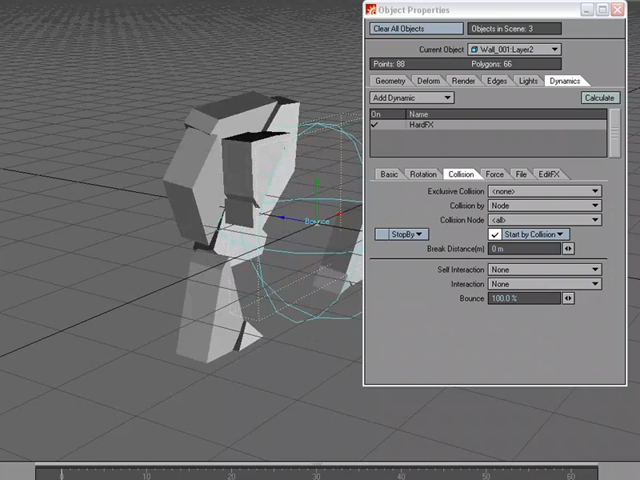 Object Properties
Clear All Objects Objects in Scene: 3
Current Object Wall_001:Layer2
Points: 88 Polygons: 66
Geometry Deform Render Edges Lights Dynamics
Add Dynamic Calculate
On Name
HardFX
Basic Rotation Collision Force File EditFX
Exclusive Collision <none>
Collision by Node
Collision Node <all>
StopBy Start by Collision
Break Distance(m) 0 m
Self Interaction None
Interaction None
Bounce 100.0 %
Bounce
0 10 20 30 40 50 60